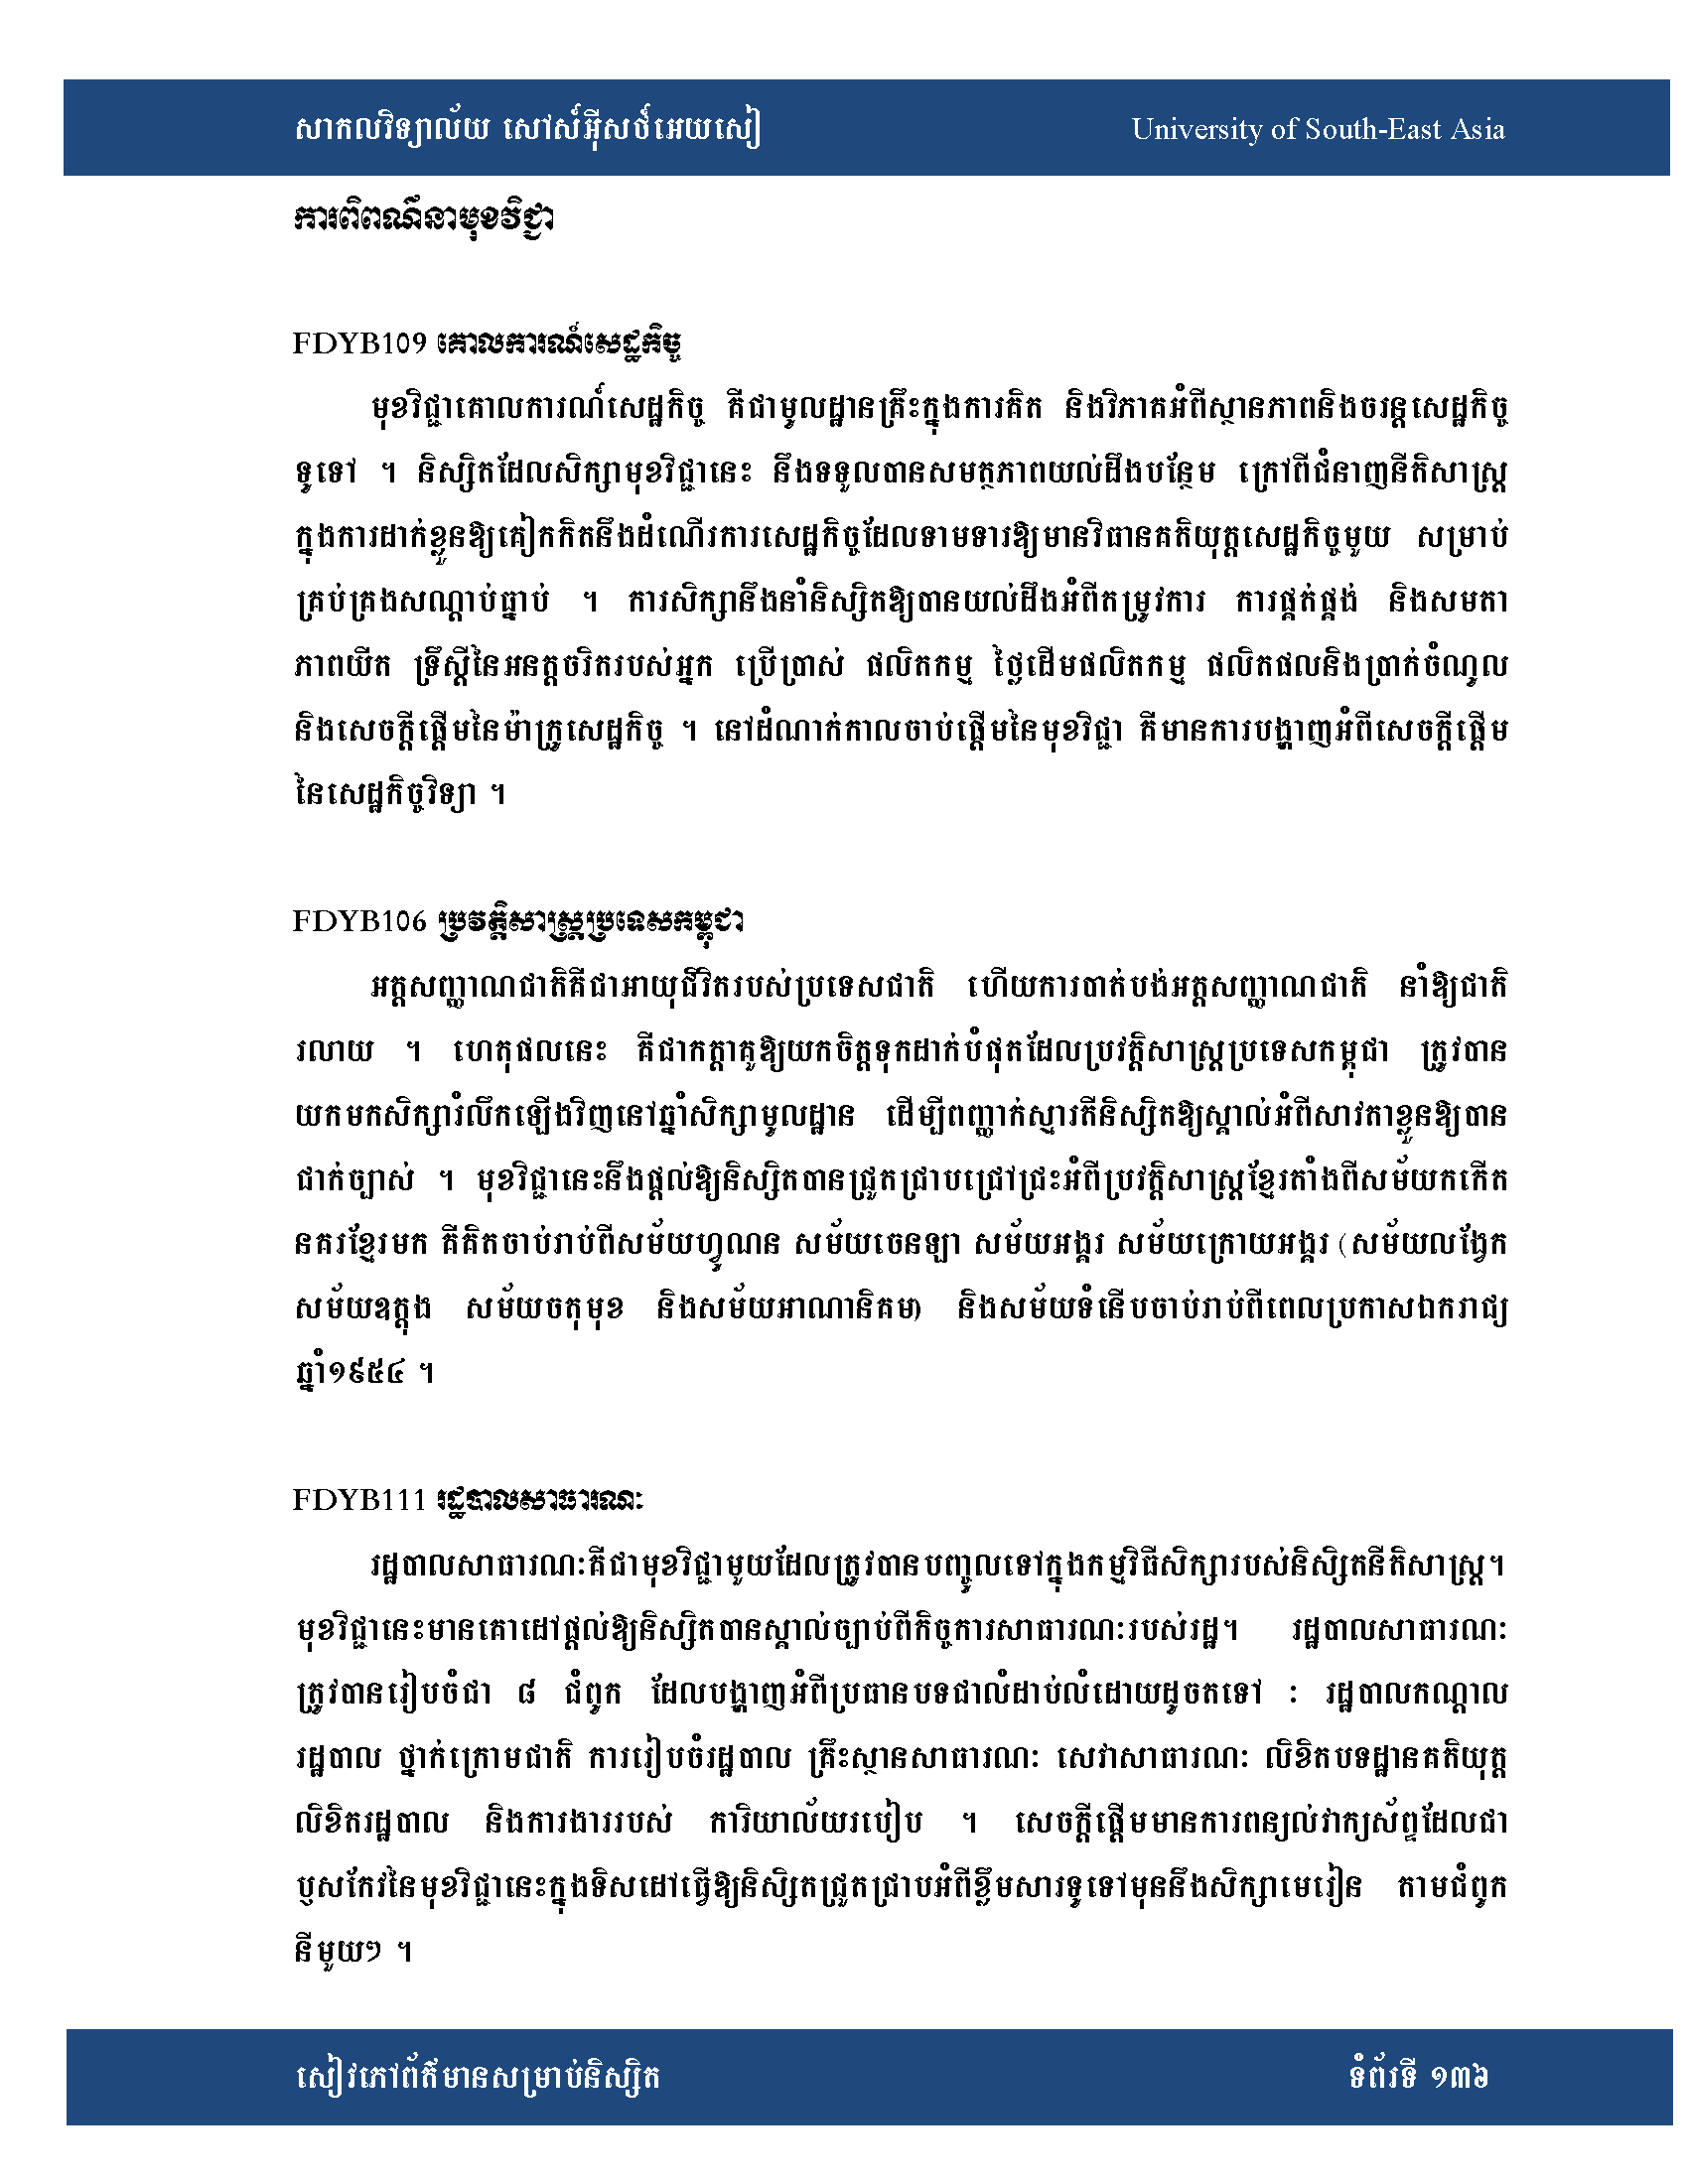 សាកលវិទ្យាល័យ សៅស៍អ៊ីសថ៍អេយសៀ University of South-East Asia
ការពិពណ៌នាមុខវិជ្ជា
FDYB109 គោលការណ៍សេដ្ឋកិច្ច
មុខវិជ្ជាគោលការណ៍សេដ្ឋកិច្ច គឺជាមូលដ្ឋានគ្រឹះក្នុងការគិត និងវិភាគអំពីស្ថានភាពនិងចរន្តសេដ្ឋកិច្ច
ទូទៅ ។ និស្សិតដែលសិក្សាមុខវិជ្ជានេះ នឹងទទួលបានសមត្ថភាពយល់ដឹងបន្ថែម ក្រៅពីជំនាញនីតិសាស្ត្រ
ក្នុងការដាក់ខ្លួនឱ្យគៀកកិតនឹងដំណើរការសេដ្ឋកិច្ចដែលទាមទារឱ្យមានវិធានគតិយុត្តសេដ្ឋកិច្ចមួយ សម្រាប់
គ្រប់គ្រងសណ្តាប់ធ្នាប់ ។ ការសិក្សានឹងនាំនិស្សិតឱ្យបានយល់ដឹងអំពីតម្រូវការ ការផ្គត់ផ្គង់ និងសមតា
ភាពយឺត ទ្រឹស្តីនៃអនត្តចរិតរបស់អ្នក ប្រើប្រាស់ ផលិតកម្ម ថ្លៃដើមផលិតកម្ម ផលិតផលនិងប្រាក់ចំណូល
និងសេចក្តីផ្តើមនៃម៉ាក្រូសេដ្ឋកិច្ច ។ នៅដំណាក់កាលចាប់ផ្តើមនៃមុខវិជ្ជា គឺមានការបង្ហាញអំពីសេចក្តីផ្តើម
នៃសេដ្ឋកិច្ចវិទ្យា ។
FDYB106 ប្រវត្តិសាស្ត្រប្រទេសកម្ពុជា
អត្តសញ្ញាណជាតិគឺជាអាយុជីវិតរបស់ប្រទេសជាតិ ហើយការបាត់បង់អត្តសញ្ញាណជាតិ នាំឱ្យជាតិ
រលាយ ។ ហេតុផលនេះ គឺជាកត្តាគួឱ្យយកចិត្តទុកដាក់បំផុតដែលប្រវត្តិសាស្ត្រប្រទេសកម្ពុជា ត្រូវបាន
យកមកសិក្សារំលឹកឡើងវិញនៅឆ្នាំសិក្សាមូលដ្ឋាន ដើម្បីពញ្ញាក់ស្មារតីនិស្សិតឱ្យស្គាល់អំពីសាវតាខ្លួនឱ្យបាន
ជាក់ច្បាស់ ។ មុខវិជ្ជានេះនឹងផ្តល់ឱ្យនិស្សិតបានជ្រួតជ្រាបជ្រៅជ្រះអំពីប្រវត្តិសាស្ត្រខ្មែរតាំងពីសម័យកកើត
នគរខ្មែរមក គឺគិតចាប់រាប់ពីសម័យហ្វូណន សម័យចេនឡា សម័យអង្គរ សម័យក្រោយអង្គរ (សម័យលង្វែក
សម័យឧត្តុង សម័យចតុមុខ និងសម័យអាណានិគម) និងសម័យទំនើបចាប់រាប់ពីពេលប្រកាសឯករាជ្យ
ឆ្នាំ១៩៥៤ ។
FDYB111 រដ្ឋបាលសាធារណៈ
រដ្ឋបាលសាធារណៈគឺជាមុខវិជ្ជាមួយដែលត្រូវបានបញ្ចូលទៅក្នុងកម្មវិធីសិក្សារបស់និសិ្សតនីតិសាស្ត្រ។
មុខវិជ្ជានេះមានគោដៅផ្តល់ឱ្យនិស្សិតបានស្គាល់ច្បាប់ពីកិច្ចការសាធារណៈរបស់រដ្ឋ។ រដ្ឋបាលសាធារណៈ
ត្រូវបានរៀបចំជា ៨ ជំពូក ដែលបង្ហាញអំពីប្រធានបទជាលំដាប់លំដោយដូចតទៅ ៖ រដ្ឋបាលកណ្តាល
រដ្ឋបាល ថ្នាក់ក្រោមជាតិ ការរៀបចំរដ្ឋបាល គ្រឹះស្ថានសាធារណៈ សេវាសាធារណៈ លិខិតបទដ្ឋានគតិយុត្ត
លិខិតរដ្ឋបាល និងការងាររបស់ ការិយាល័យរបៀប ។ សេចក្តីផ្តើមមានការពន្យល់វាក្យស័ព្ទដែលជា
ឫសកែវនៃមុខវិជ្ជានេះក្នុងទិសដៅធ្វើឱ្យនិសិ្សតជ្រួតជ្រាបអំពីខ្លឹមសារទូទៅមុននឹងសិក្សាមេរៀន តាមជំពូក
នីមួយៗ ។
សៀវភៅព័ត៌មានសម្រាប់និស្សិត ទំព័រទី ១៣៦